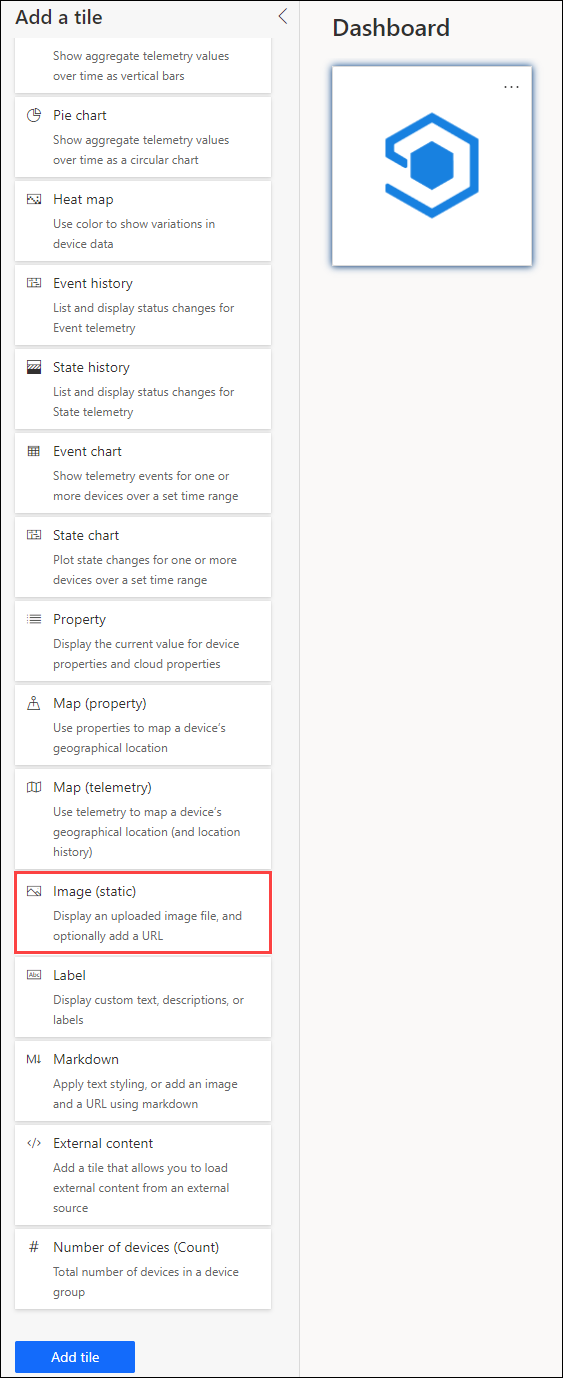 Add a tile
Show aggregate telemetry values
over time as vertical bars
Pie chart
Show aggregate telemetry values
over time as a circular chart
Heat map
Use color to show variations in
device data
Event history
List and display status changes for
Event telemetry
State history
List and display status changes for
State telemetry
Event chart
Show telemetry events for one or
more devices over a set time range
State chart
Plot state changes for one or more
devices over a set time range
Property
Display the current value for device
properties and cloud properties
Map (property)
Use properties to map a device's
geographical location
Map (telemetry)
Use telemetry to map a device's
geographical location (and location
history)
Image (static)
Display an uploaded image file, and
optionally add a URL
Abc Label
Display custom text, descriptions, or
labels
M↓ Markdown
Apply text styling, or add an image
and a URL using markdown
</> External content
Add a tile that allows you to load
external content from an external
source
# Number of devices (Count)
Total number of devices in a device
group
Add tile
Dashboard
...